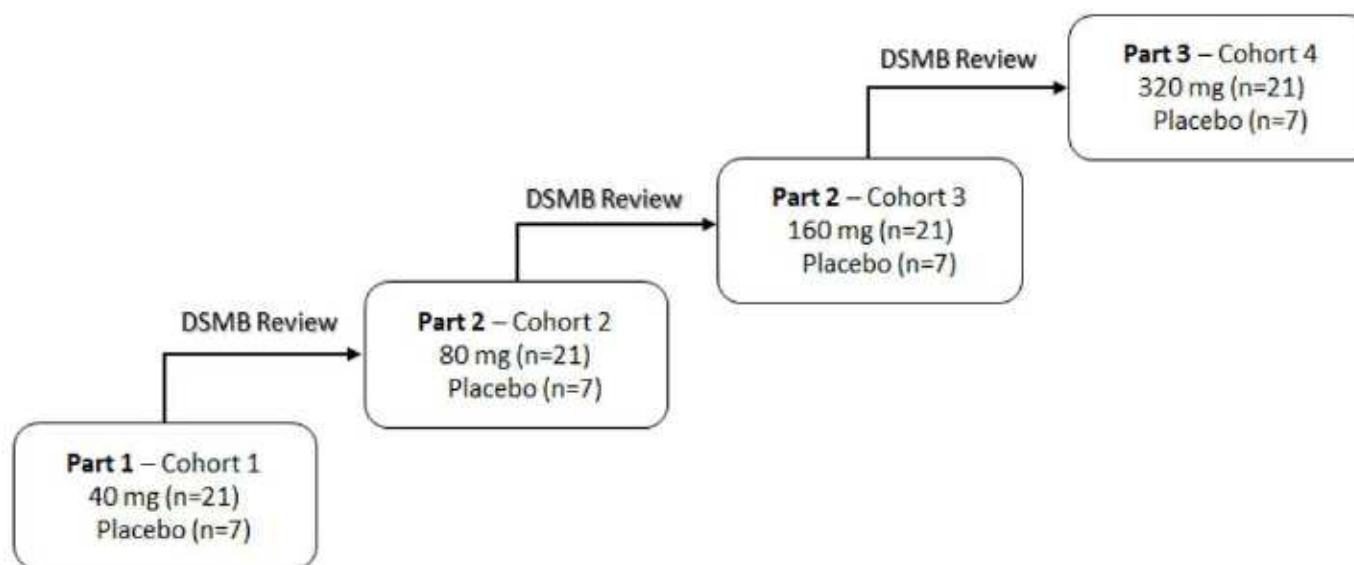 DSMB Review
Part 3 – Cohort 4
320 mg (n=21)
Placebo (n=7)
DSMB Review
Part 2 – Cohort 3
160 mg (n=21)
Placebo (n=7)
DSMB Review
Part 2 – Cohort 2
80 mg (n=21)
Placebo (n=7)
Part 1 – Cohort 1
40 mg (n=21)
Placebo (n=7)